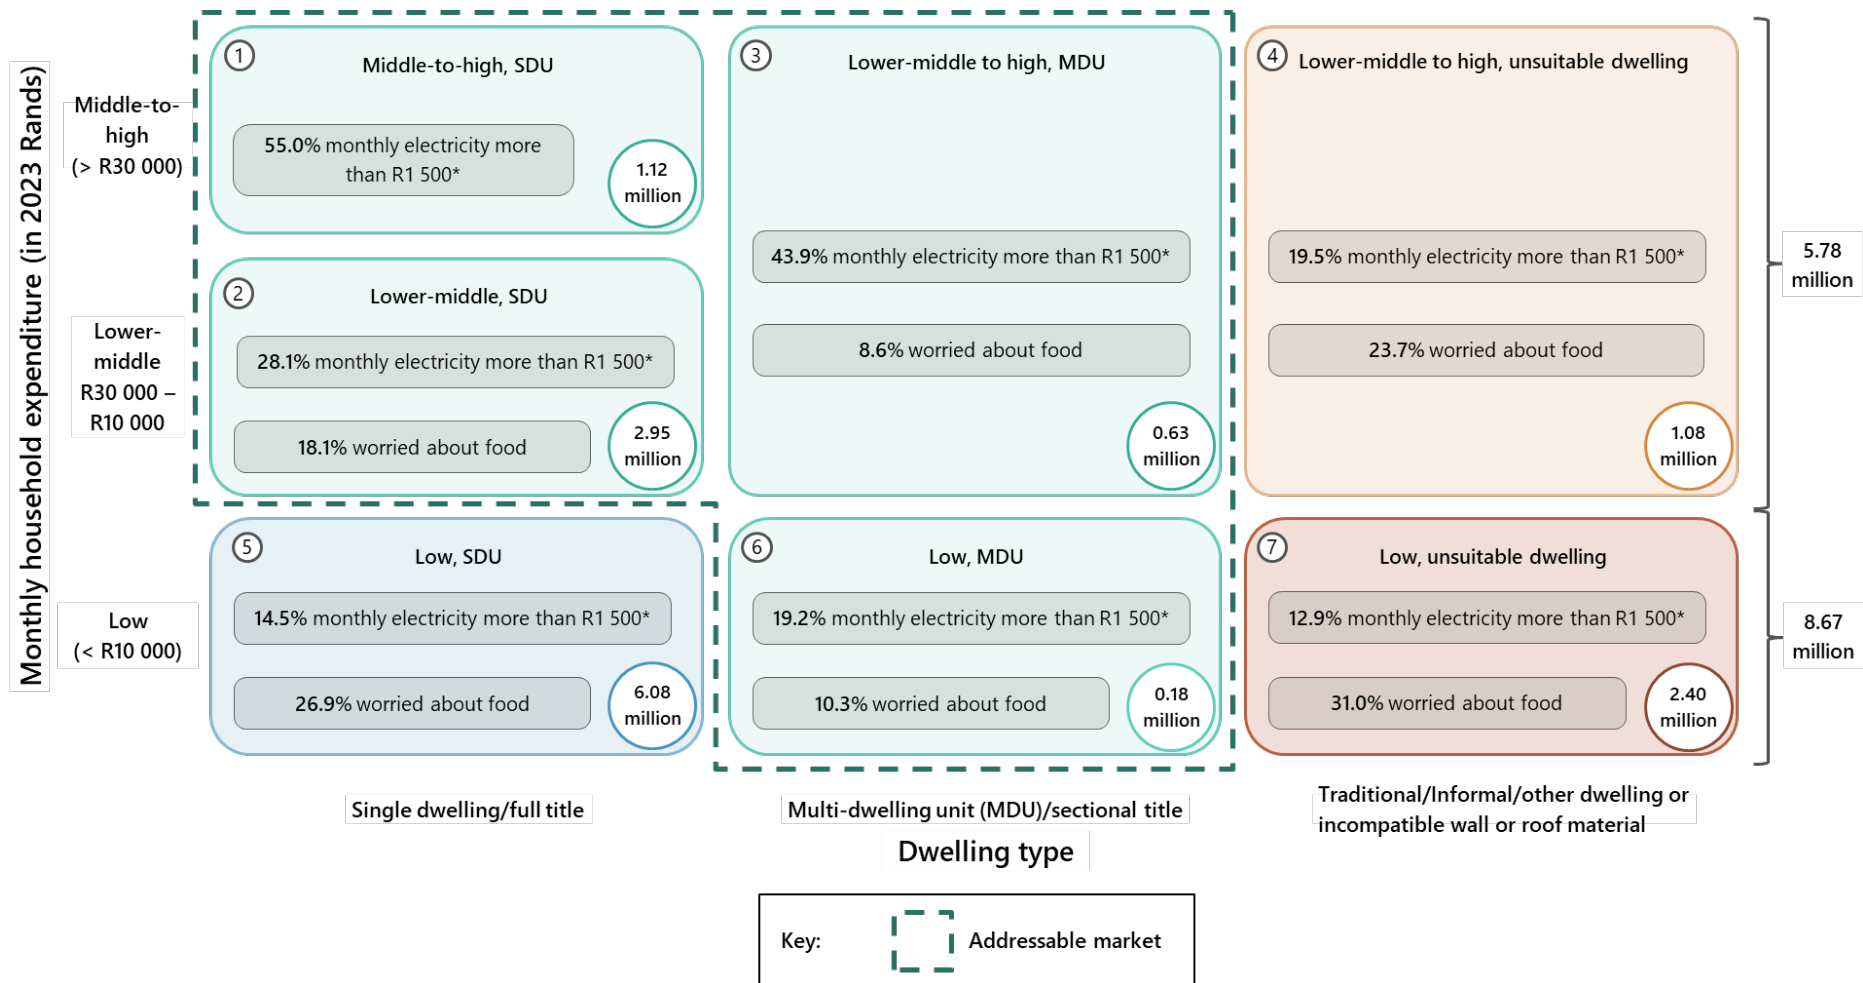 Monthly household expenditure (in 2023 Rands)
Middle-to-
high
(> R30 000)
1
Middle-to-high, SDU
55.0% monthly electricity more
than R1 500*
1.12
million
3
Lower-middle to high, MDU
43.9% monthly electricity more than R1 500*
8.6% worried about food
0.63
million
4
Lower-middle to high, unsuitable dwelling
19.5% monthly electricity more than R1 500*
23.7% worried about food
1.08
million
5.78
million
Lower-
middle
R30 000 –
R10 000
2
Lower-middle, SDU
28.1% monthly electricity more than R1 500*
18.1% worried about food
2.95
million
Low
(< R10 000)
5
Low, SDU
14.5% monthly electricity more than R1 500*
26.9% worried about food
6.08
million
6
Low, MDU
19.2% monthly electricity more than R1 500*
10.3% worried about food
0.18
million
7
Low, unsuitable dwelling
12.9% monthly electricity more than R1 500*
31.0% worried about food
2.40
million
8.67
million
Single dwelling/full title
Multi-dwelling unit (MDU)/sectional title
Traditional/Informal/other dwelling or
incompatible wall or roof material
Dwelling type
Key:
Addressable market